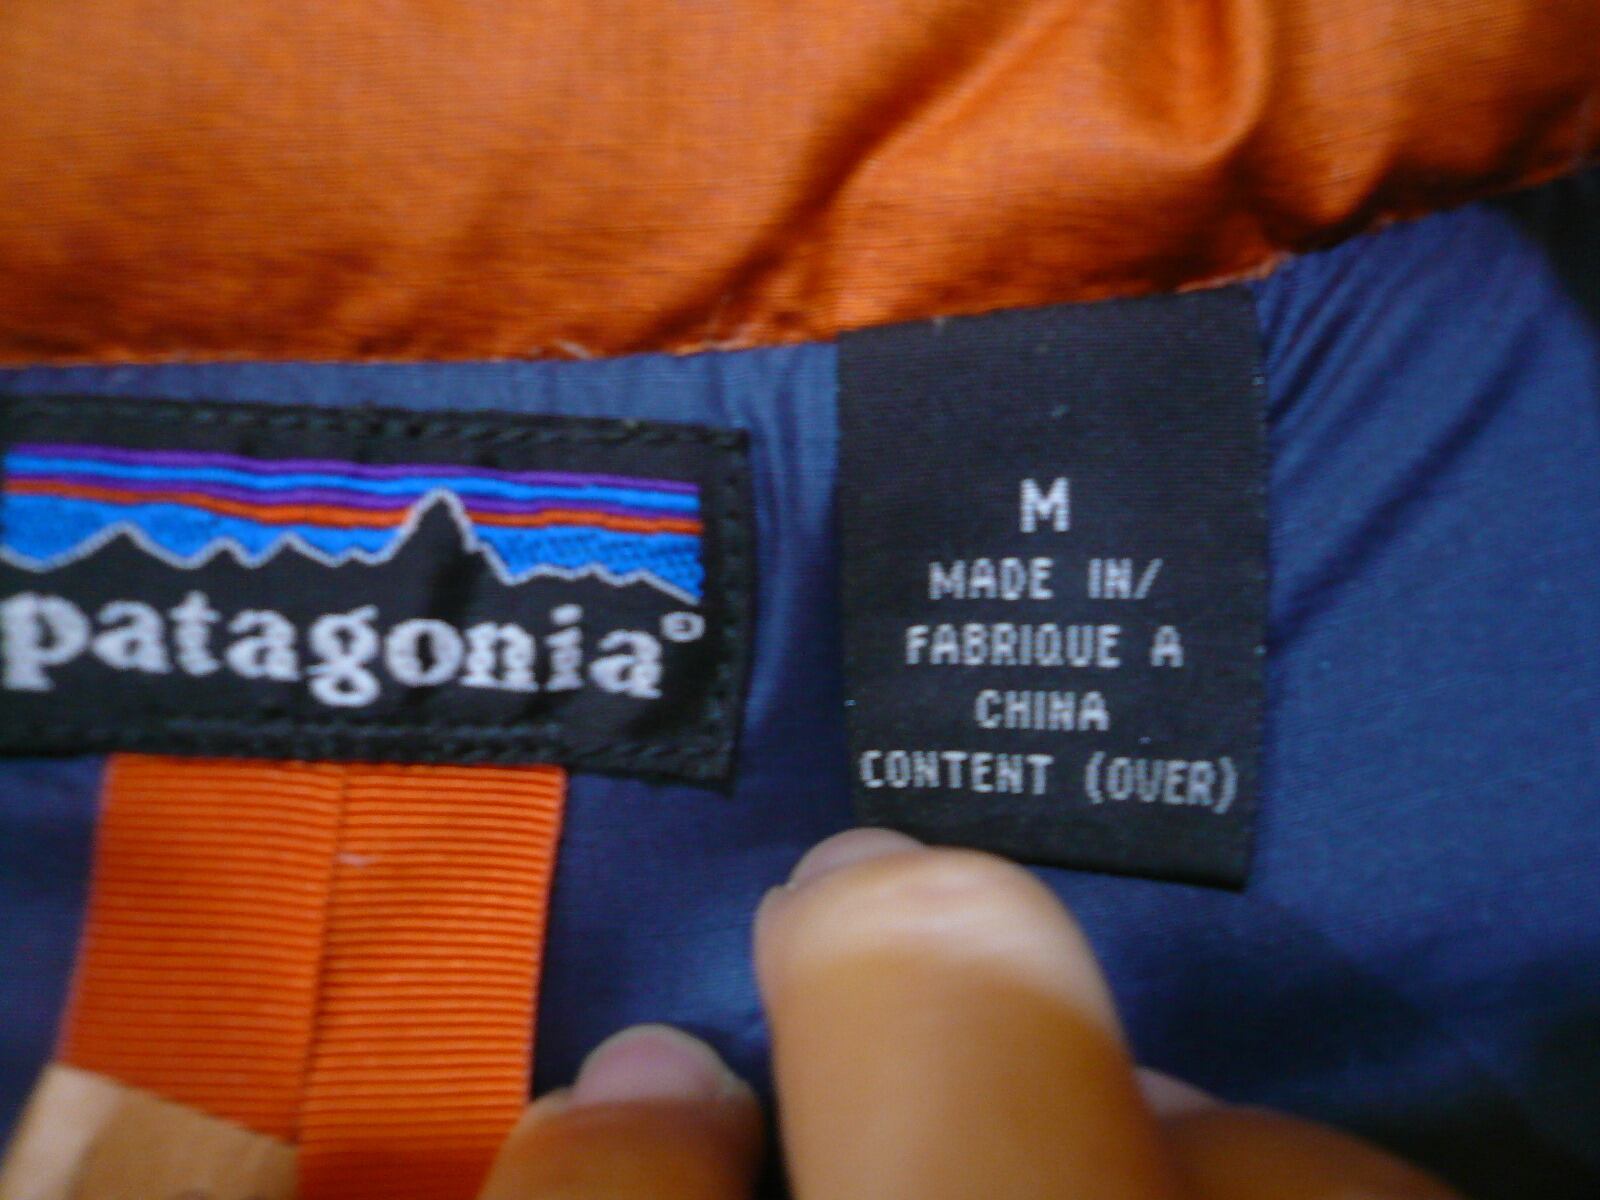 patagonia®
M
MADE IN/
FABRIQUE A
CHINA
CONTENT (OVER)